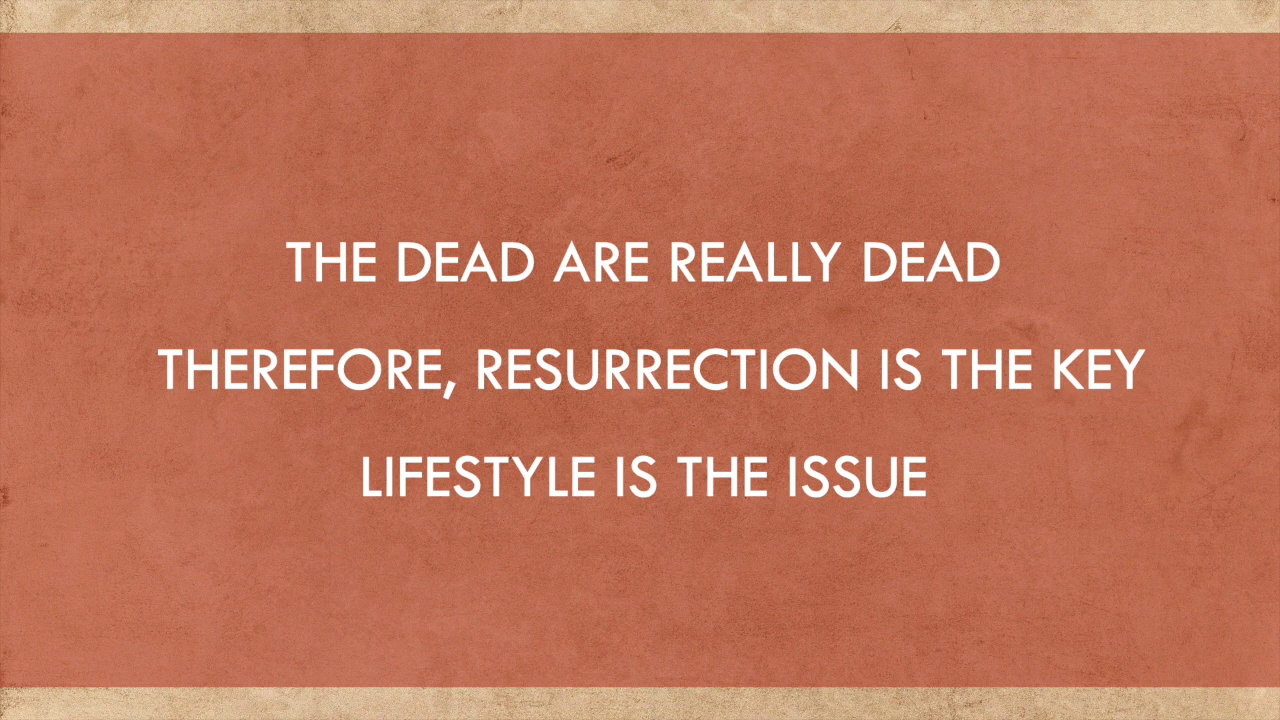 THE DEAD ARE REALLY DEAD
THEREFORE, RESURRECTION IS THE KEY
LIFESTYLE IS THE ISSUE